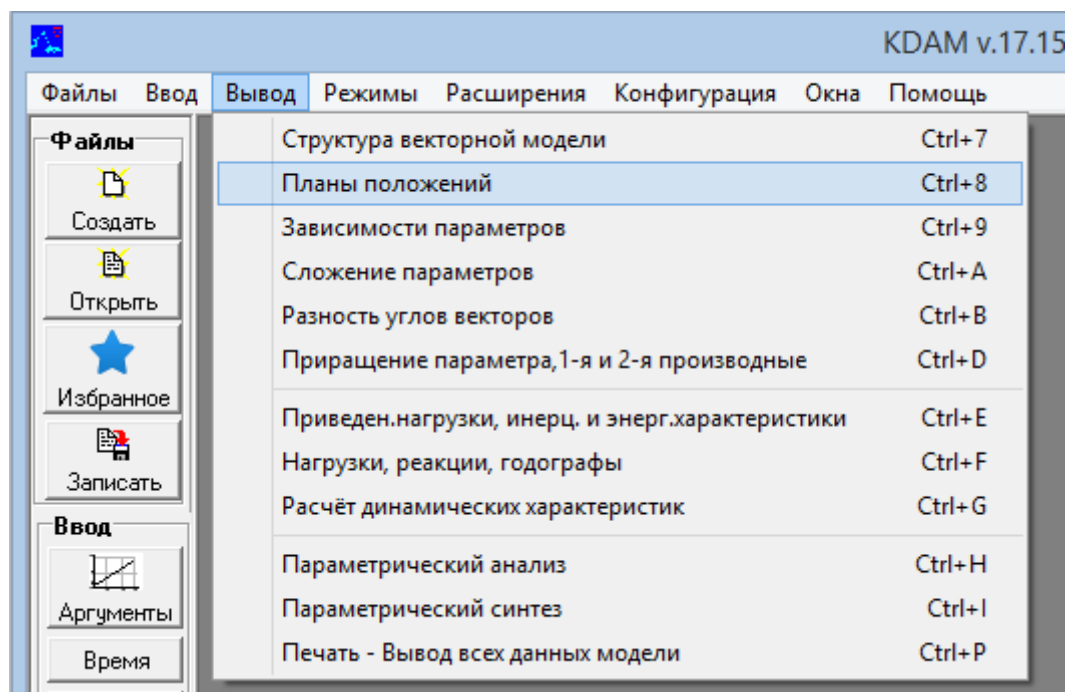 KDAM v.17.15
Файлы Ввод Вывод Режимы Расширения Конфигурация Окна Помощь
Файлы
Создать
Открыть
Избранное
Записать
Ввод
Аргументы
Время
Структура векторной модели Ctrl+7
Планы положений Ctrl+8
Зависимости параметров Ctrl+9
Сложение параметров Ctrl+A
Разность углов векторов Ctrl+B
Приращение параметра,1-я и 2-я производные Ctrl+D
Приведен.нагрузки, инерц. и энерг.характеристики Ctrl+E
Нагрузки, реакции, годографы Ctrl+F
Расчёт динамических характеристик Ctrl+G
Параметрический анализ Ctrl+H
Параметрический синтез Ctrl+I
Печать - Вывод всех данных модели Ctrl+P